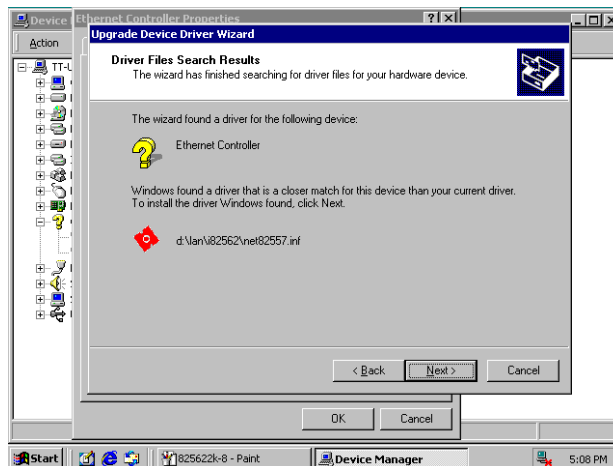 Device
Ethernet Controller Properties
Upgrade Device Driver Wizard
Action
Driver Files Search Results
The wizard has finished searching for driver files for your hardware device.
TT-U
The wizard found a driver for the following device:
Ethernet Controller
Windows found a driver that is a closer match for this device than your current driver.
To install the driver Windows found, click Next.
d:\lan\i82562\net82557.inf
< Back
Next >
Cancel
OK
Cancel
Start
825622k-8 - Paint
Device Manager
5:08 PM